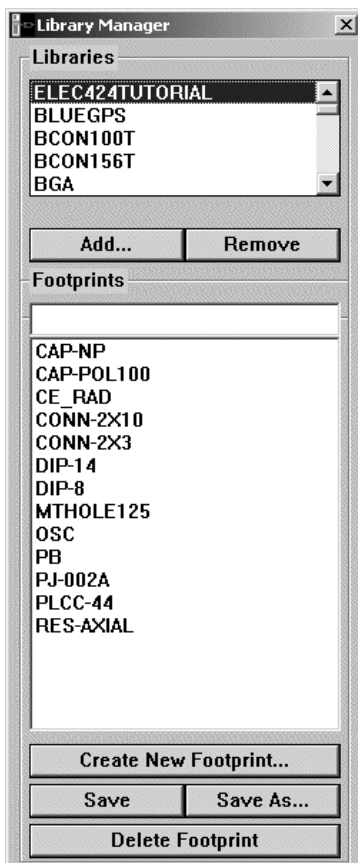 Library Manager
Libraries
ELEC424TUTORIAL
BLUEGPS
BCON100T
BCON156T
BGA
Add... Remove
Footprints
CAP-NP
CAP-POL100
CE_RAD
CONN-2X10
CONN-2X3
DIP-14
DIP-8
MTHOLE125
OSC
PB
PJ-002A
PLCC-44
RES-AXIAL
Create New Footprint...
Save Save As...
Delete Footprint